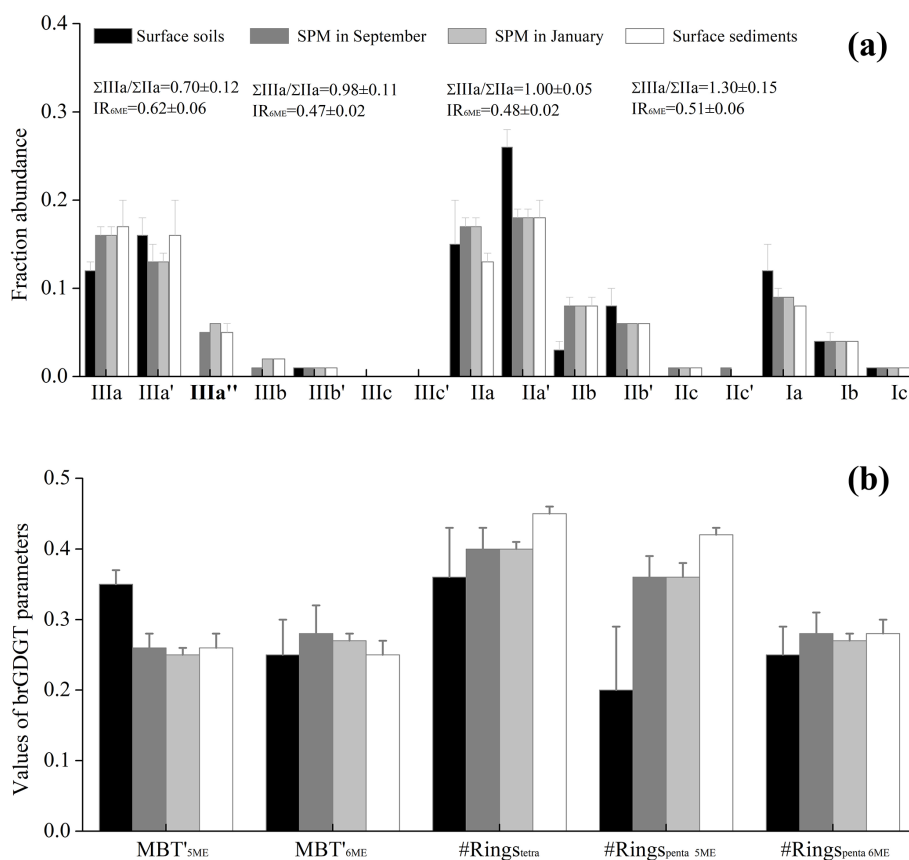 (a)
Surface soils SPM in September SPM in January Surface sediments
ΣIIIa/ΣIIa=0.70±0.12 ΣIIIa/ΣIIa=0.98±0.11 ΣIIIa/ΣIIa=1.00±0.05 ΣIIIa/ΣIIa=1.30±0.15
IR6ME=0.62±0.06 IR6ME=0.47±0.02 IR6ME=0.48±0.02 IR6ME=0.51±0.06
Fraction abundance
0.4
0.3
0.2
0.1
0.0
IIIa IIIa' IIIa'' IIIb IIIb' IIIc IIIc' IIa IIa' IIb IIb' IIc IIc' Ia Ib Ic
(b)
Values of brGDGT parameters
0.5
0.4
0.3
0.2
0.1
0.0
MBT'5ME MBT'6ME #Ringstetra #Ringspenta 5ME #Ringspenta 6ME